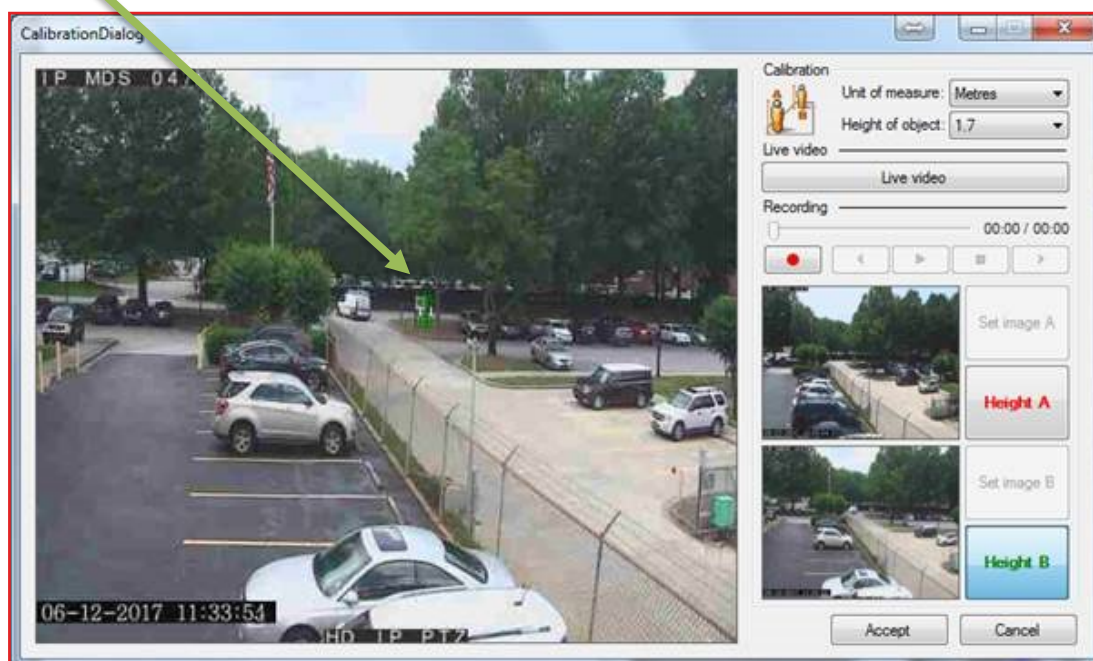 CalibrationDialog
IP MDS 047
Calibration
Unit of measure: Metres
Height of object: 1.7
Live video
Live video
Recording
00:00 / 00:00
Set image A
Height A
Set image B
Height B
06-12-2017 11:33:54
HD IP PTZ
Accept
Cancel